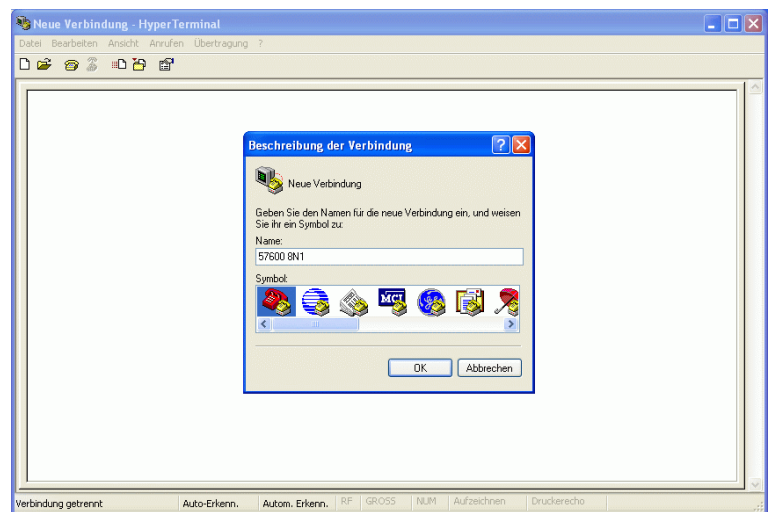 Neue Verbindung - HyperTerminal
Datei Bearbeiten Ansicht Anrufen Übertragung ?
Beschreibung der Verbindung
Neue Verbindung
Geben Sie den Namen für die neue Verbindung ein, und weisen
Sie ihr ein Symbol zu:
Name:
57600 8N1
Symbol:
MCI
OK Abbrechen
Verbindung getrennt Auto-Erkenn. Autom. Erkenn. RF GROSS NUM Aufzeichnen Druckerecho